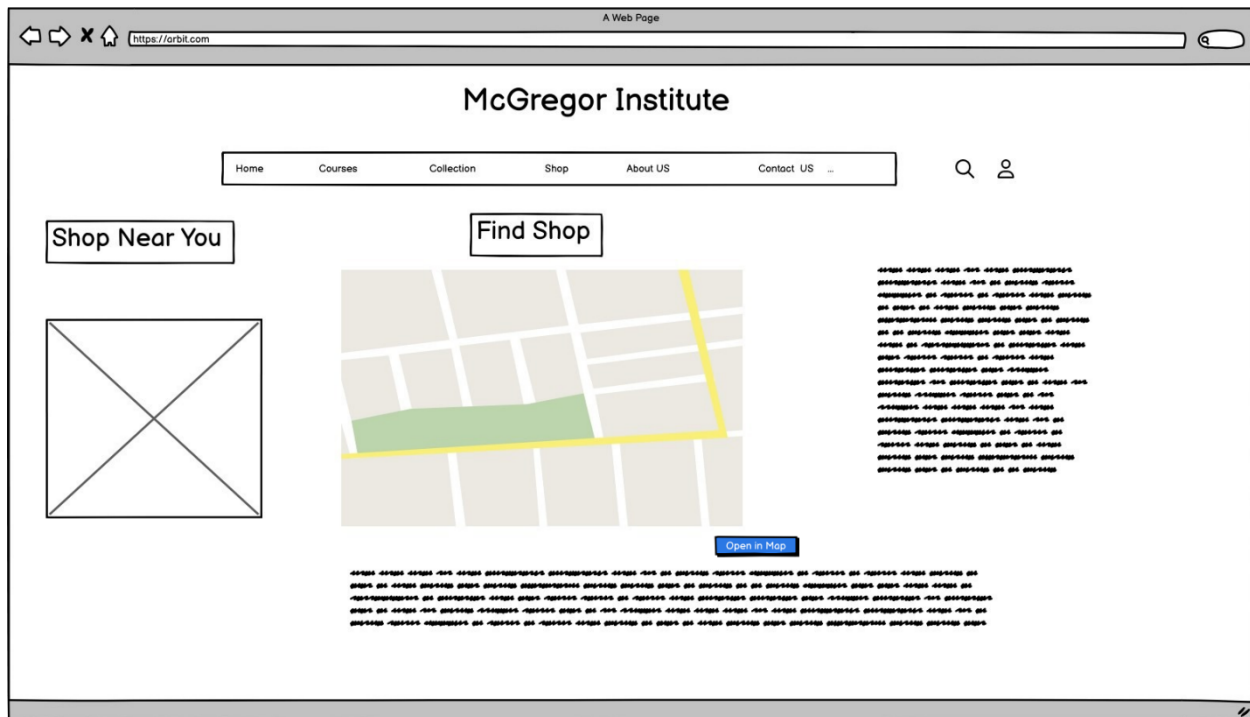 A Web Page
https://orbit.com
McGregor Institute
Home Courses Collection Shop About US Contact US ...
Shop Near You
Find Shop
Open in Map